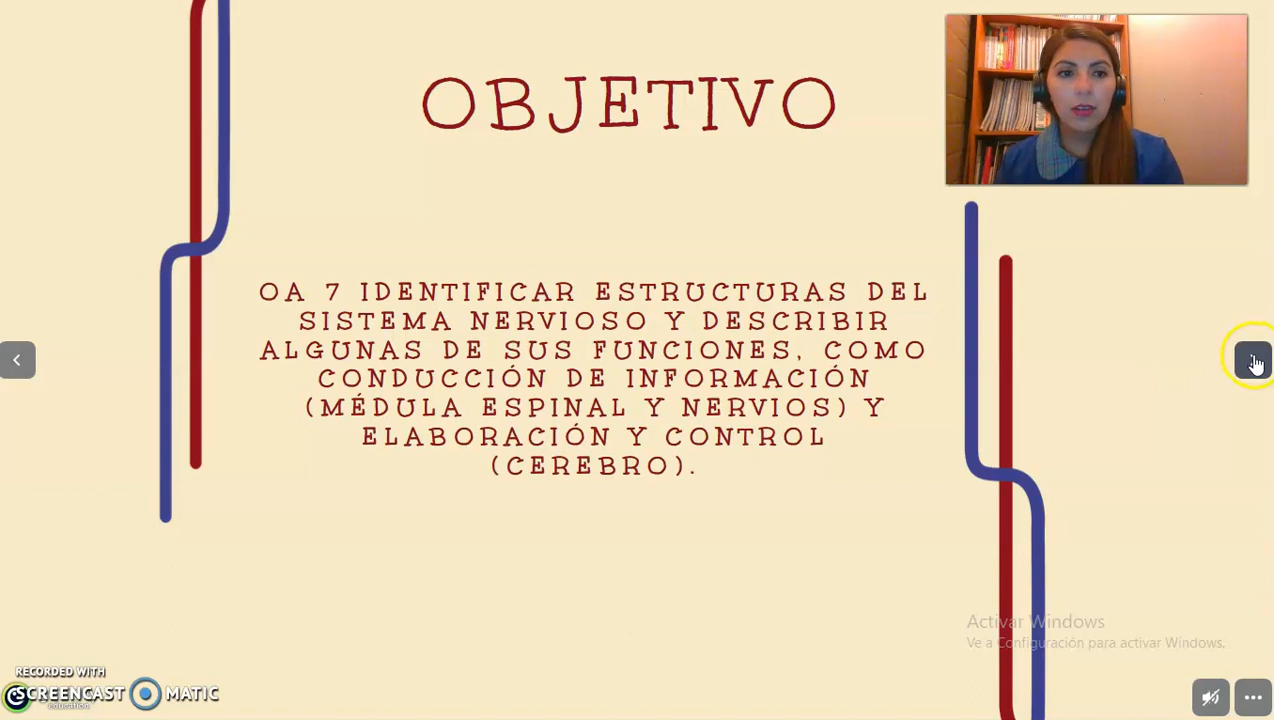 OBJETIVO
OA 7 IDENTIFICAR ESTRUCTURAS DEL
SISTEMA NERVIOSO Y DESCRIBIR
ALGUNAS DE SUS FUNCIONES, COMO
CONDUCCIÓN DE INFORMACIÓN
(MÉDULA ESPINAL Y NERVIOS) Y
ELABORACIÓN Y CONTROL
(CEREBRO).
Activar Windows
Ve a Configuración para activar Windows.
RECORDED WITH
SCREENCAST MATIC
education